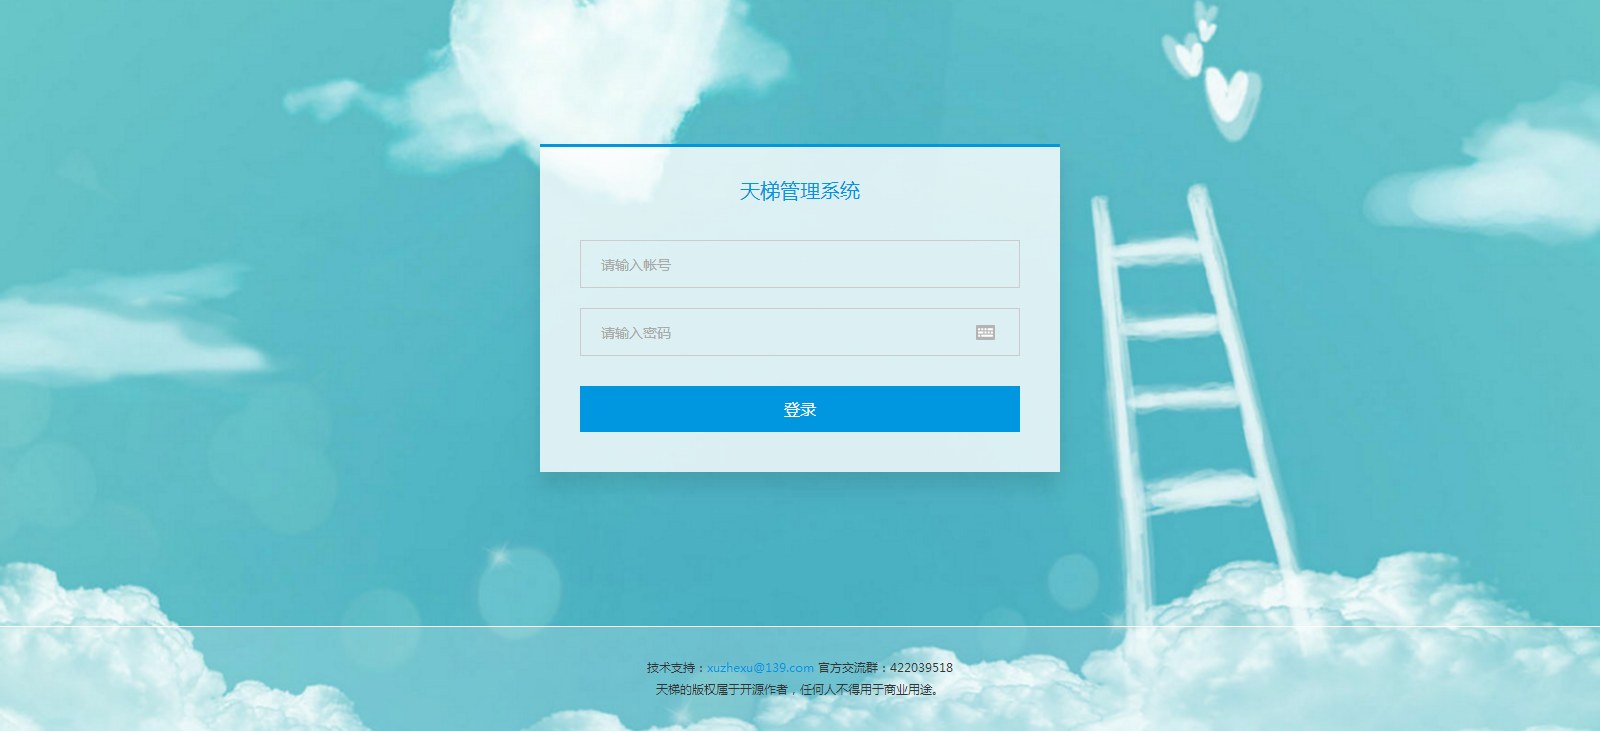 天梯管理系统
请输入帐号
请输入密码
登录
技术支持：xuzhexu@139.com 官方交流群：422039518
天梯的版权属于开源作者，任何人不得用于商业用途。